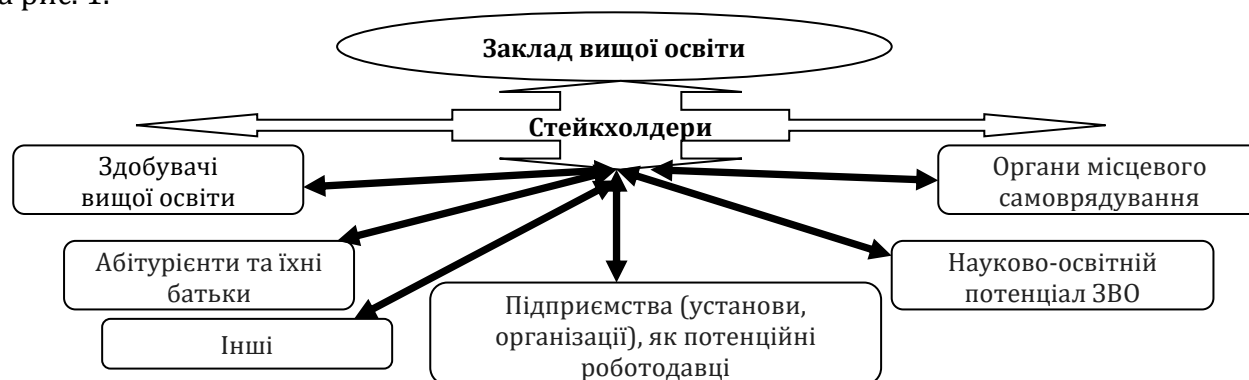 а рис. 1.
Заклад вищої освіти
Стейкхолдери
Здобувачі
вищої освіти
Органи місцевого
самоврядування
Абітурієнти та їхні
батьки
Науково-освітній
потенціал ЗВО
Інші
Підприємства (установи,
організації), як потенційні
роботодавці